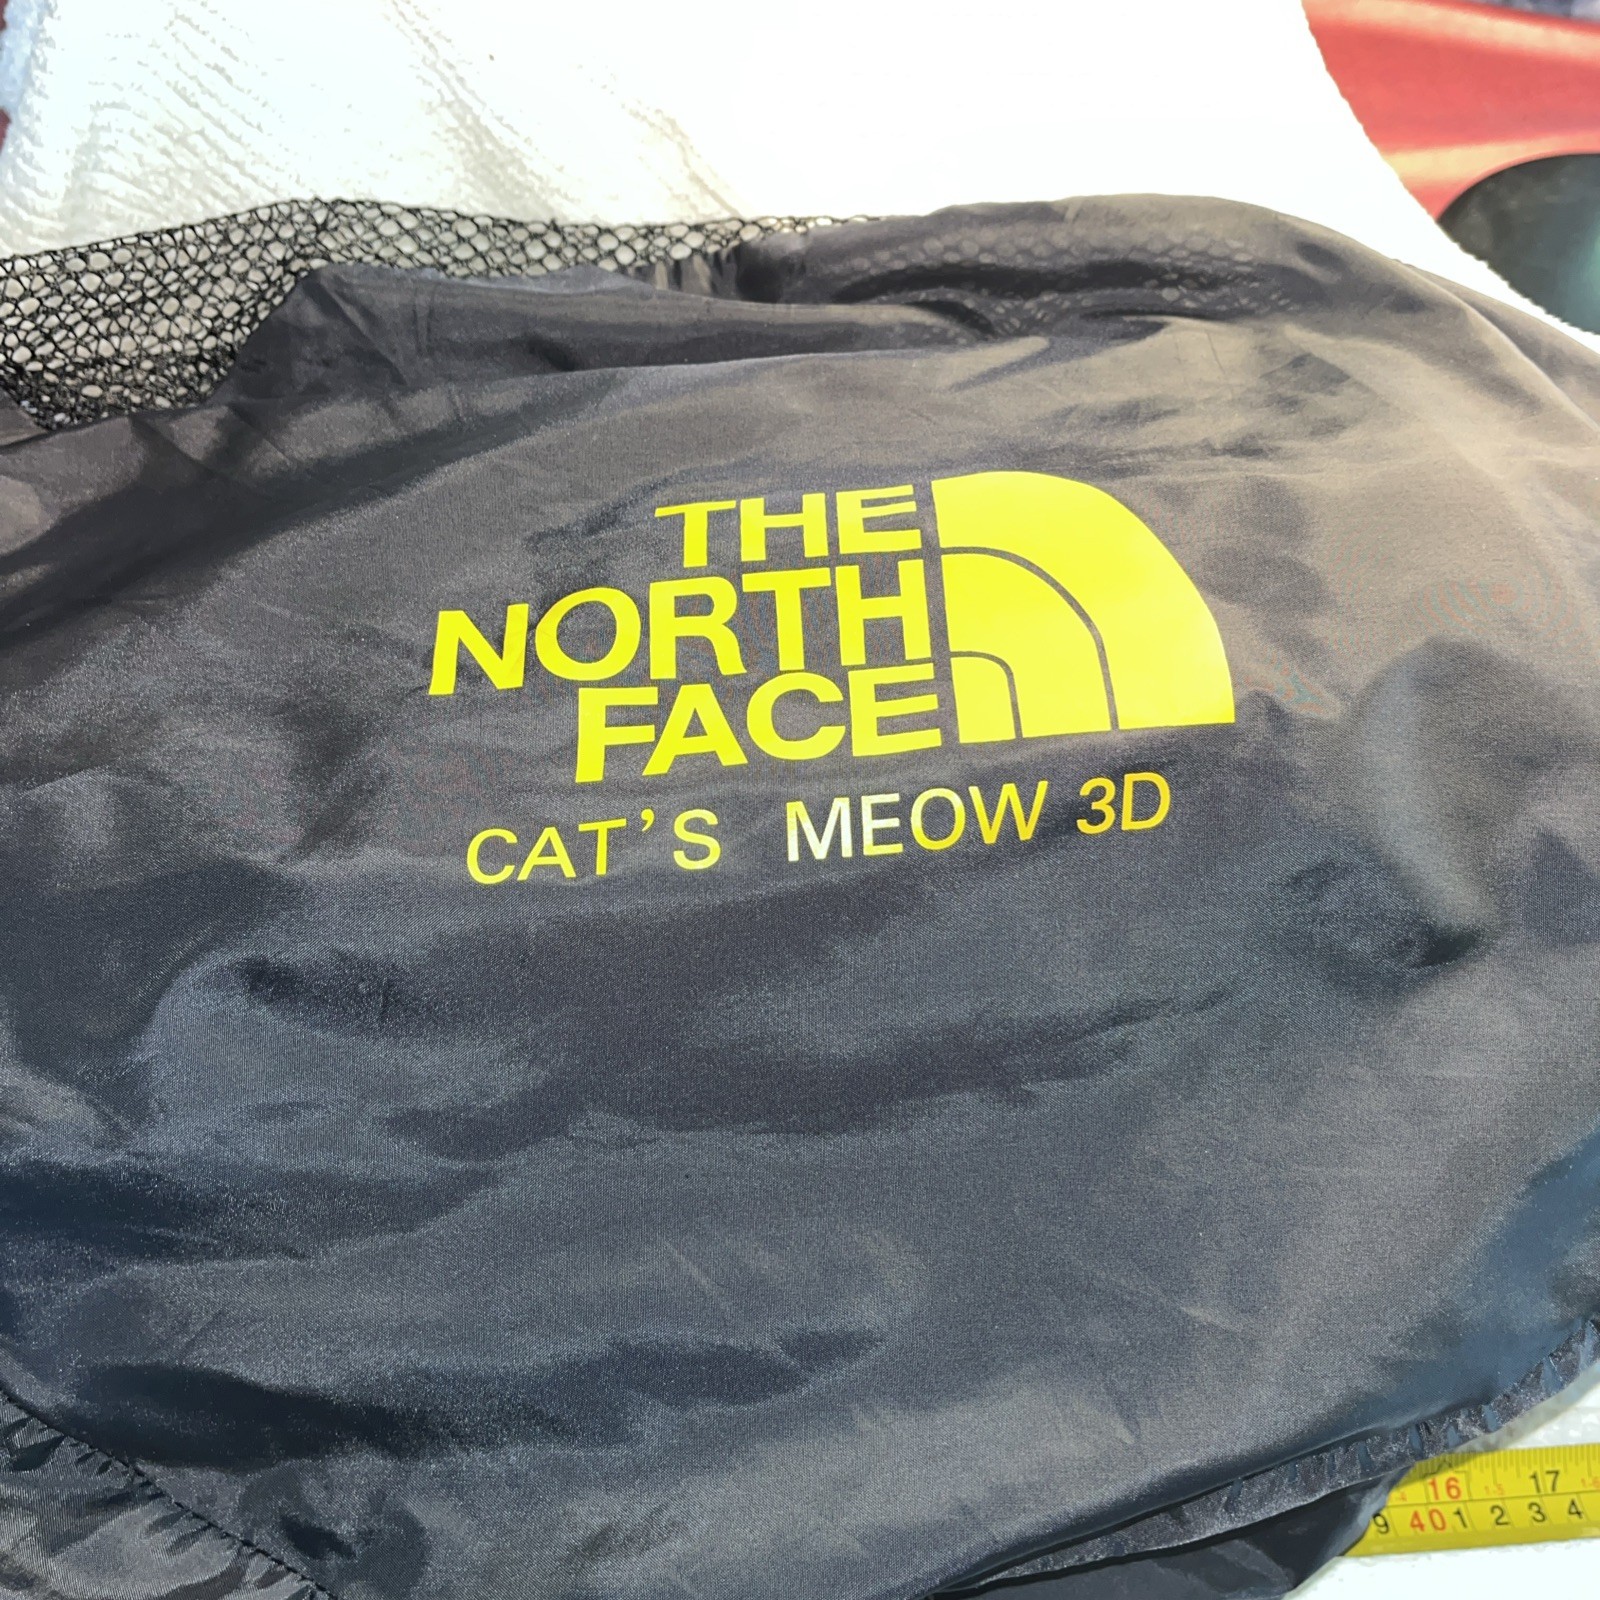 THE
NORTH
FACE
CAT'S MEOW 3D
16 17
9 40 1 2 3 4